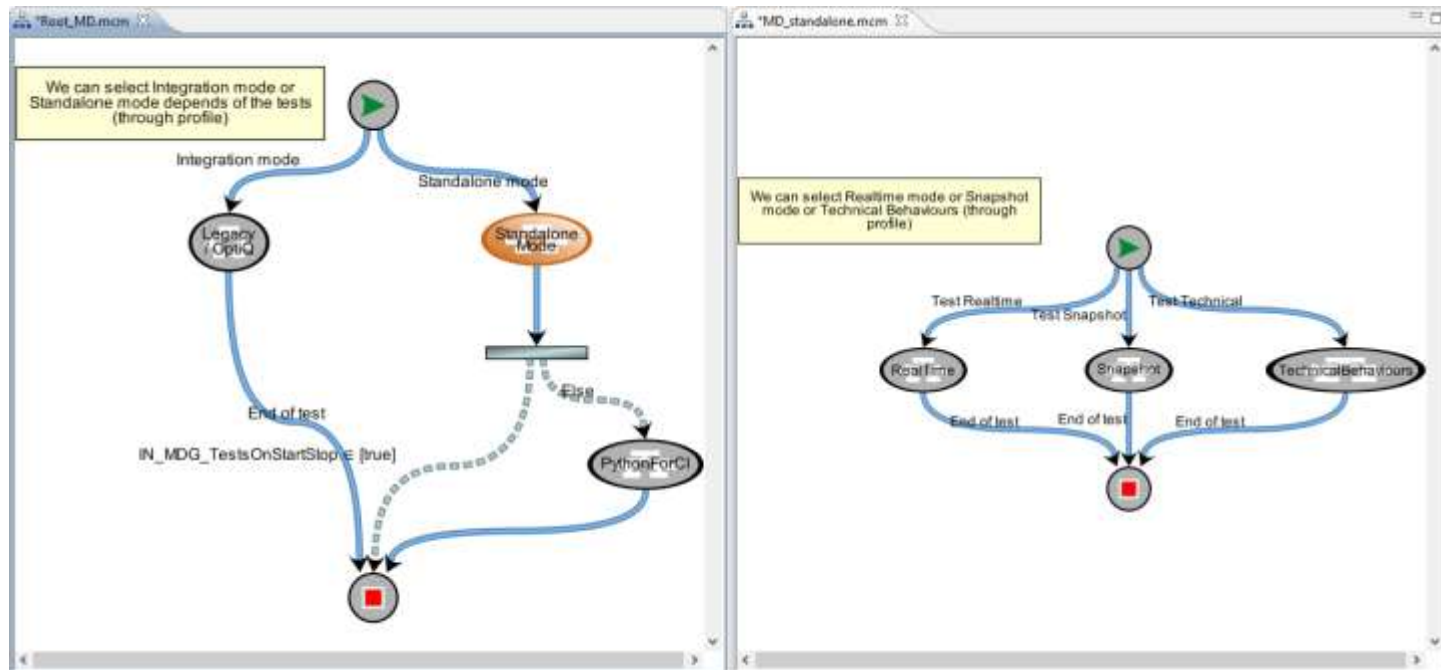 *Root_MD.mcm
We can select Integration mode or
Standalone mode depends of the tests
(through profile)
Integration mode
Standalone mode
Legacy
/ OptiQ
Standalone
Mode
Else
End of test
IN_MDG_TestsOnStartStop ∈ [true]
PythonForCI
*MD_standalone.mcm
We can select Realtime mode or Snapshot
mode or Technical Behaviours (through
profile)
Test Realtime
Test Snapshot
Test Technical
RealTime
Snapshot
TechnicalBehaviours
End of test
End of test
End of test